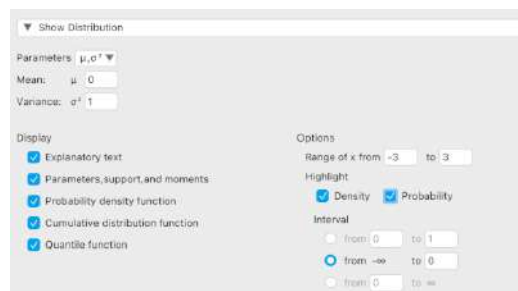 ▼ Show Distribution
Parameters μ,σ² ▼
Mean: μ 0
Variance: σ² 1
Display
Explanatory text
Parameters,support,and moments
Probability density function
Cumulative distribution function
Quantile function
Options
Range of x from -3 to 3
Highlight
Density Probability
Interval
from 0 to 1
from -∞ to 0
from 0 to ∞